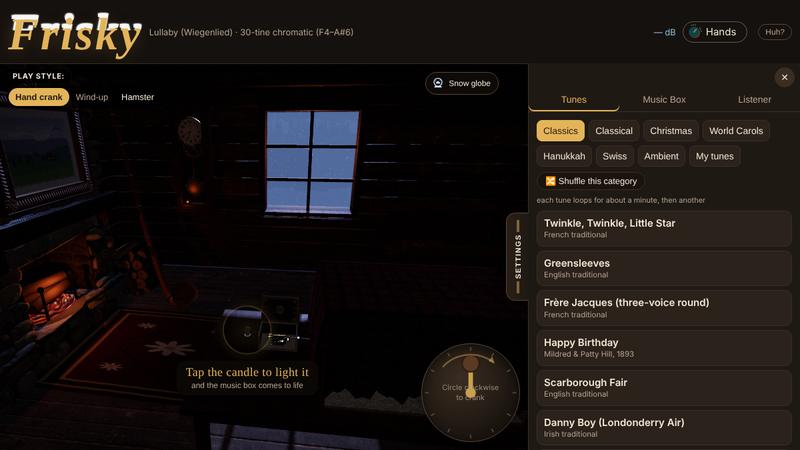 Frisky
Lullaby (Wiegenlied) · 30-tine chromatic (F4–A#6)
— dB
Hands
Huh?
PLAY STYLE:
Hand crank
Wind-up
Hamster
Snow globe
SETTINGS
Tap the candle to light it
and the music box comes to life
Circle clockwise
to crank
Tunes
Music Box
Listener
Classics
Classical
Christmas
World Carols
Hanukkah
Swiss
Ambient
My tunes
Shuffle this category
each tune loops for about a minute, then another
Twinkle, Twinkle, Little Star
French traditional
Greensleeves
English traditional
Frère Jacques (three-voice round)
French traditional
Happy Birthday
Mildred & Patty Hill, 1893
Scarborough Fair
English traditional
Danny Boy (Londonderry Air)
Irish traditional